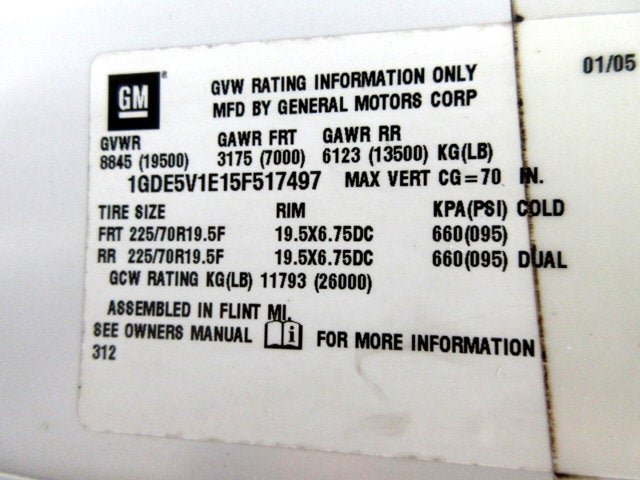 GM®
GVW RATING INFORMATION ONLY
MFD BY GENERAL MOTORS CORP
01/05
GVWR GAWR FRT GAWR RR
8845 (19500) 3175 (7000) 6123 (13500) KG(LB)
1GDE5V1E15F517497 MAX VERT CG=70 IN.
TIRE SIZE RIM KPA(PSI) COLD
FRT 225/70R19.5F 19.5X6.75DC 660(095)
RR 225/70R19.5F 19.5X6.75DC 660(095) DUAL
GCW RATING KG(LB) 11793 (26000)
ASSEMBLED IN FLINT MI.
SEE OWNERS MANUAL i FOR MORE INFORMATION
312